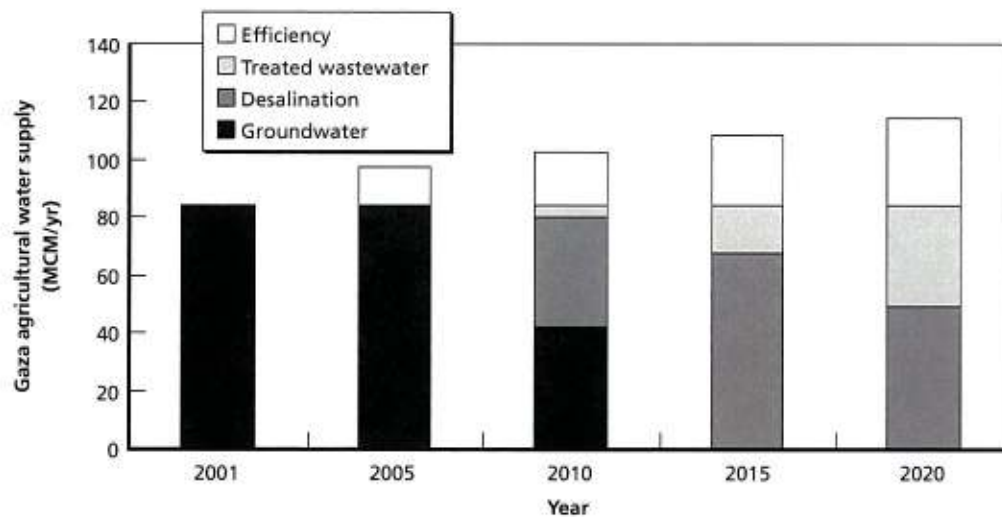 Efficiency
Treated wastewater
Desalination
Groundwater
Gaza agricultural water supply
(MCM/yr)
140
120
100
80
60
40
20
0
2001 2005 2010 2015 2020
Year